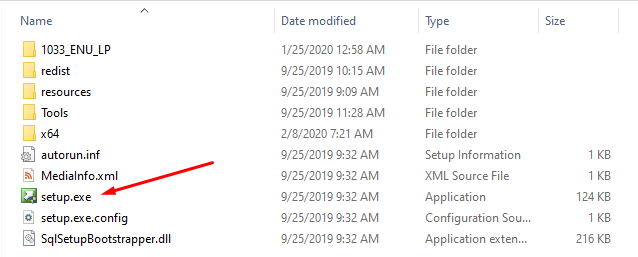 Name Date modified Type Size
1033_ENU_LP 1/25/2020 12:58 AM File folder
redist 9/25/2019 10:15 AM File folder
resources 9/25/2019 9:09 AM File folder
Tools 9/25/2019 11:28 AM File folder
x64 2/8/2020 7:21 AM File folder
autorun.inf 9/25/2019 9:32 AM Setup Information 1 KB
MediaInfo.xml 9/25/2019 9:32 AM XML Source File 1 KB
setup.exe 9/25/2019 9:32 AM Application 124 KB
setup.exe.config 9/25/2019 9:32 AM Configuration Sou... 1 KB
SqlSetupBootstrapper.dll 9/25/2019 9:32 AM Application exten... 216 KB